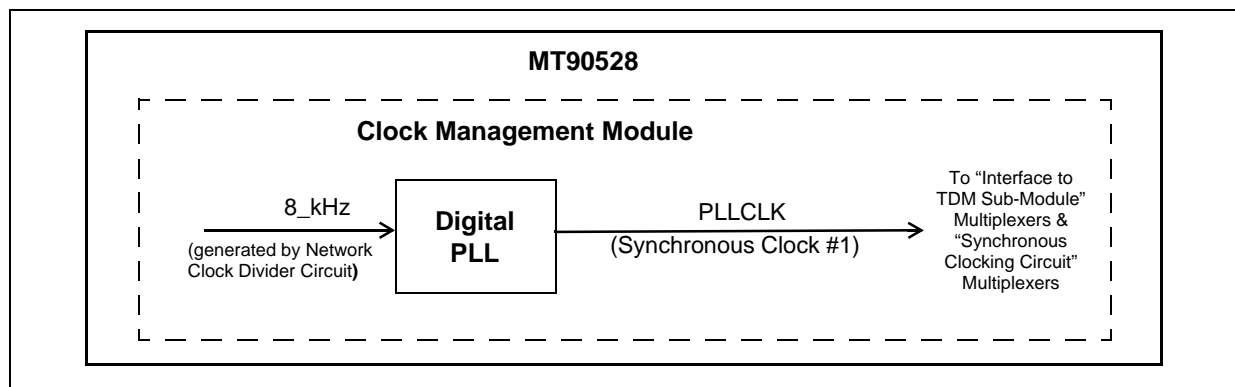 MT90528
Clock Management Module
8_kHz
(generated by Network
Clock Divider Circuit)
Digital
PLL
PLLCLK
(Synchronous Clock #1)
To “Interface to
TDM Sub-Module”
Multiplexers &
“Synchronous
Clocking Circuit”
Multiplexers